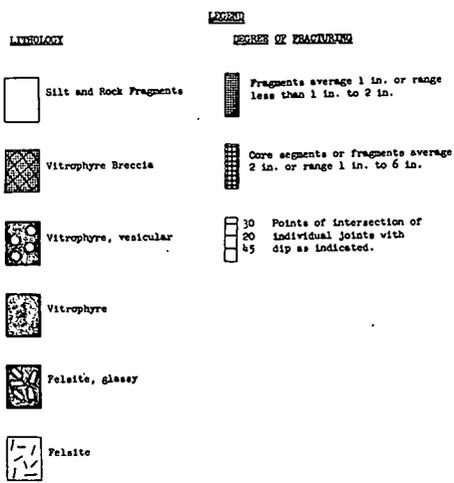 LEGEND
LITHOLOGY
DEGREE OF FRACTURING
Silt and Rock Fragments
Fragments average 1 in. or range
less than 1 in. to 2 in.
Vitrophyre Breccia
Core segments or fragments average
2 in. or range 1 in. to 6 in.
Vitrophyre, vesicular
30 Points of intersection of
20 individual joints with
45 dip as indicated.
Vitrophyre
Felsite, glassy
Felsite